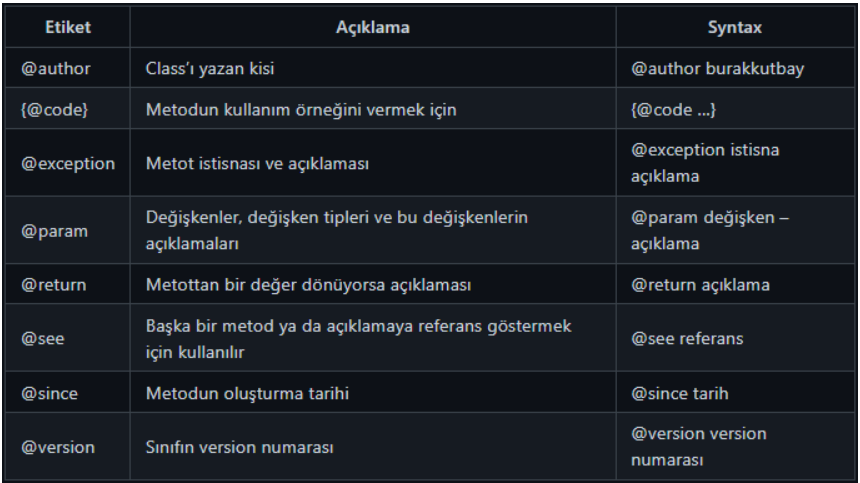 Etiket Açıklama Syntax
@author Class’ı yazan kisi @author burakkutbay
{@code} Metodun kullanım örneğini vermek için {@code ...}
@exception Metot istisnası ve açıklaması @exception istisna
açıklama
@param Değişkenler, değişken tipleri ve bu değişkenlerin
açıklamaları @param değişken –
açıklama
@return Metottan bir değer dönüyorsa açıklaması @return açıklama
@see Başka bir metod ya da açıklamaya referans göstermek
için kullanılır @see referans
@since Metodun oluşturma tarihi @since tarih
@version Sınıfın version numarası @version version
numarası